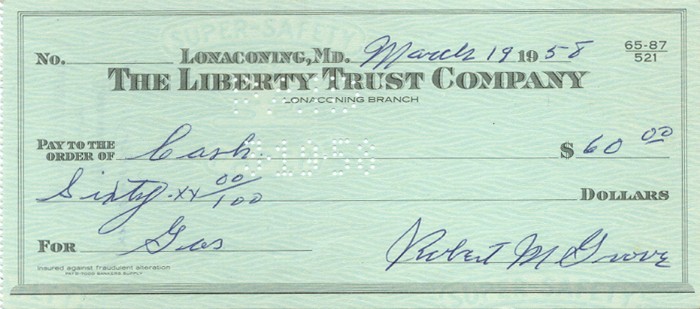 SUPER-SAFETY
No. LONACONING, MD. March 19 1958
65-87
521
THE LIBERTY TRUST COMPANY
LONACONING BRANCH
PAY TO THE
ORDER OF Cash $ 60 00
Sixty xx 00/100 DOLLARS
FOR Gas Robert M Grove
insured against fraudulent alteration
SUPER-SAFETY